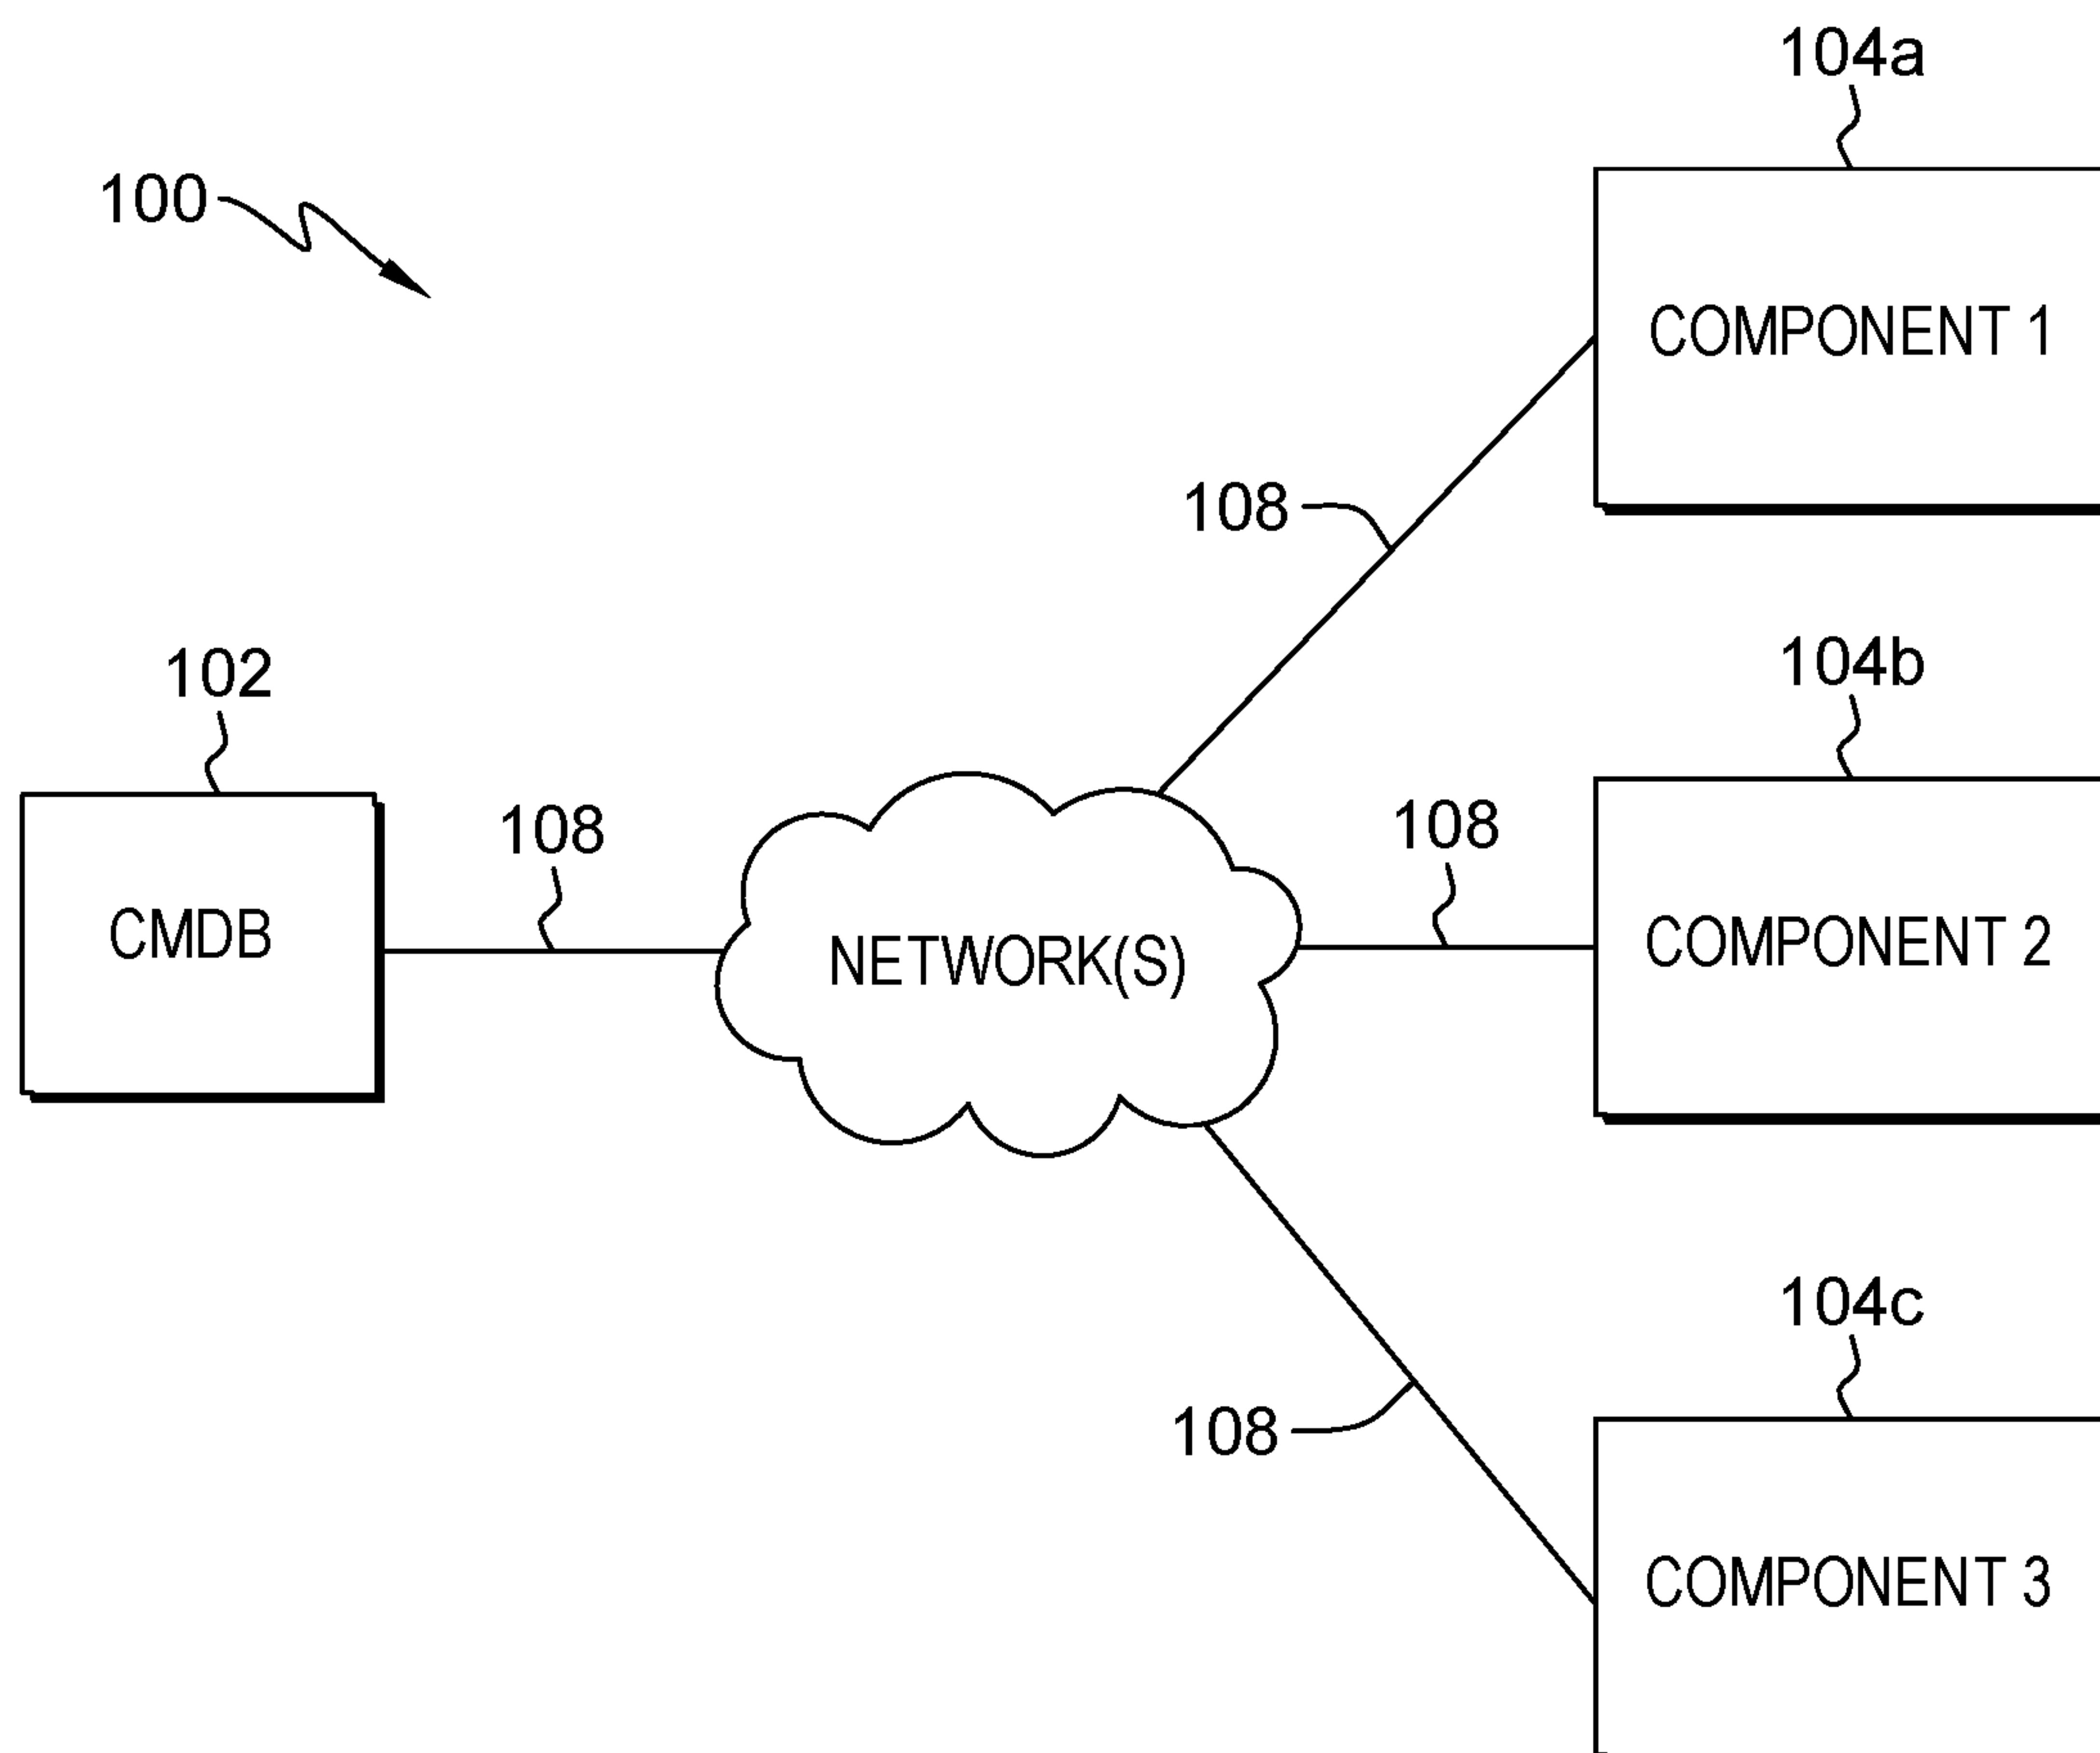 104a
100
COMPONENT 1
108
104b
102
108
108
CMDB
NETWORK(S)
COMPONENT 2
104c
108
COMPONENT 3